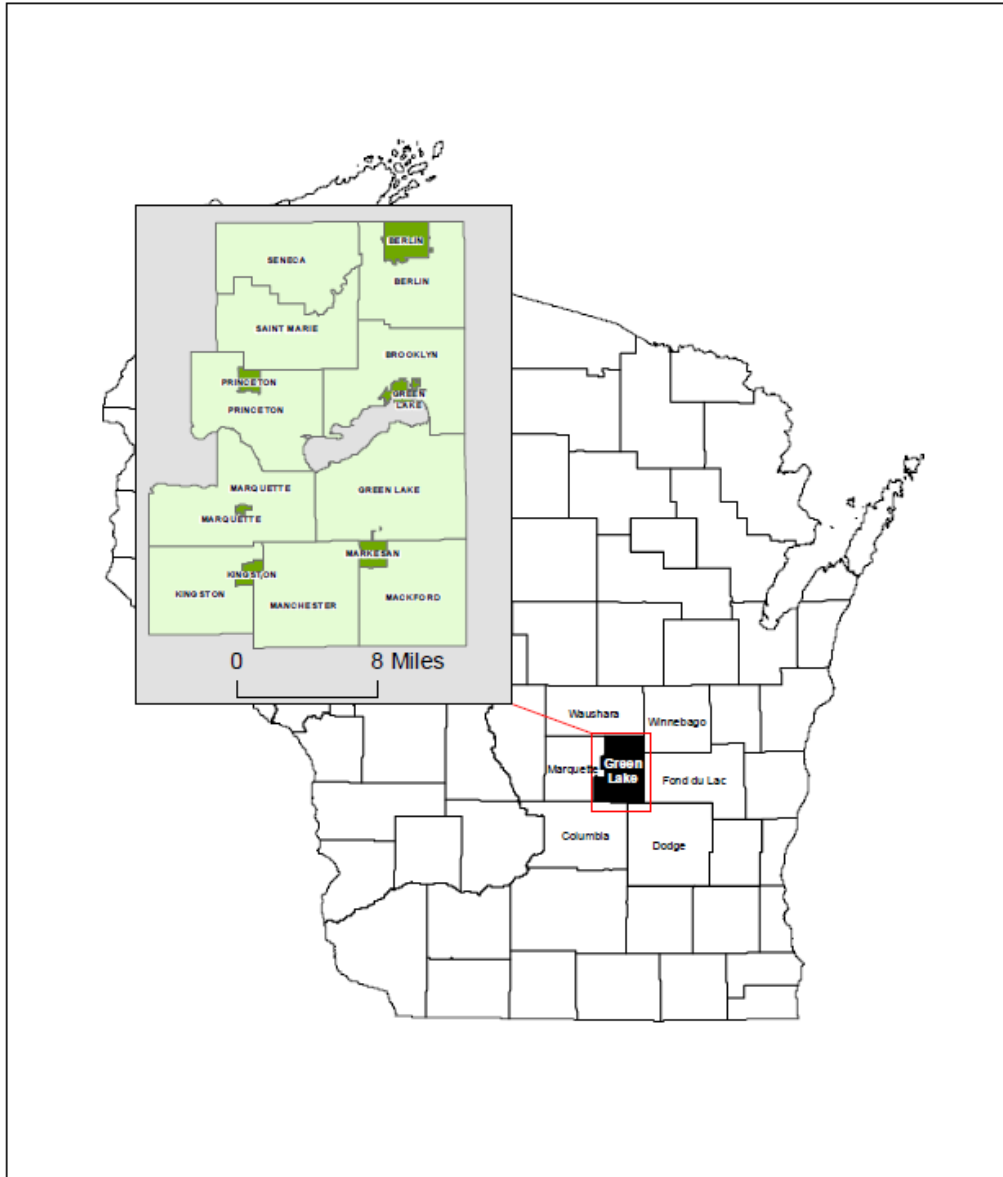 BERLIN
SENECA
BERLIN
SAINT MARIE
BROOKLYN
PRINCETON
GREEN
LAKE
PRINCETON
MARQUETTE
GREEN LAKE
MARQUETTE
MARKESAN
KINGSTON
KINGSTON
MANCHESTER
MACKFORD
0
8 Miles
Waushara
Winnebago
Marquette
Green
Lake
Fond du Lac
Columbia
Dodge